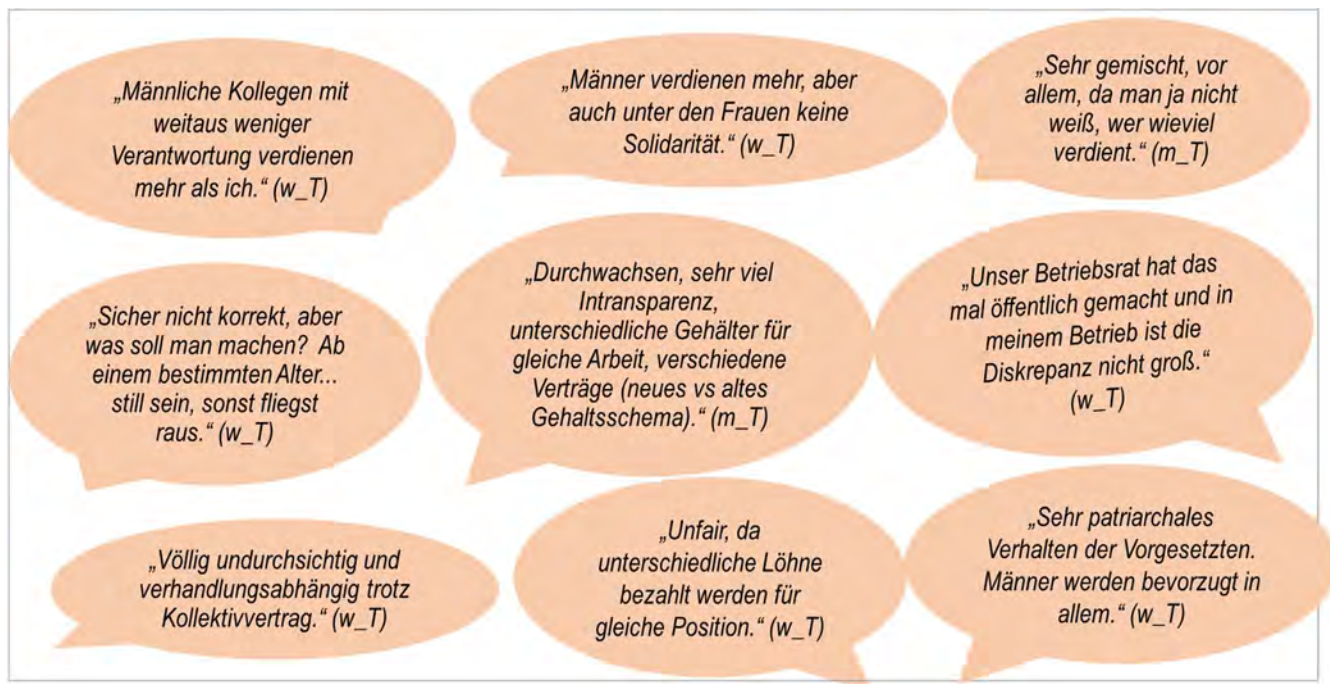 „Männliche Kollegen mit
weitaus weniger
Verantwortung verdienen
mehr als ich.“ (w_T)
„Männer verdienen mehr, aber
auch unter den Frauen keine
Solidarität.“ (w_T)
„Sehr gemischt, vor
allem, da man ja nicht
weiß, wer wieviel
verdient.“ (m_T)
„Sicher nicht korrekt, aber
was soll man machen? Ab
einem bestimmten Alter...
still sein, sonst fliegst
raus.“ (w_T)
„Durchwachsen, sehr viel
Intransparenz,
unterschiedliche Gehälter für
gleiche Arbeit, verschiedene
Verträge (neues vs altes
Gehaltsschema).“ (m_T)
„Unser Betriebsrat hat das
mal öffentlich gemacht und in
meinem Betrieb ist die
Diskrepanz nicht groß.“
(w_T)
„Völlig undurchsichtig und
verhandlungsabhängig trotz
Kollektivvertrag.“ (w_T)
„Unfair, da
unterschiedliche Löhne
bezahlt werden für
gleiche Position.“ (w_T)
„Sehr patriarchales
Verhalten der Vorgesetzten.
Männer werden bevorzugt in
allem.“ (w_T)